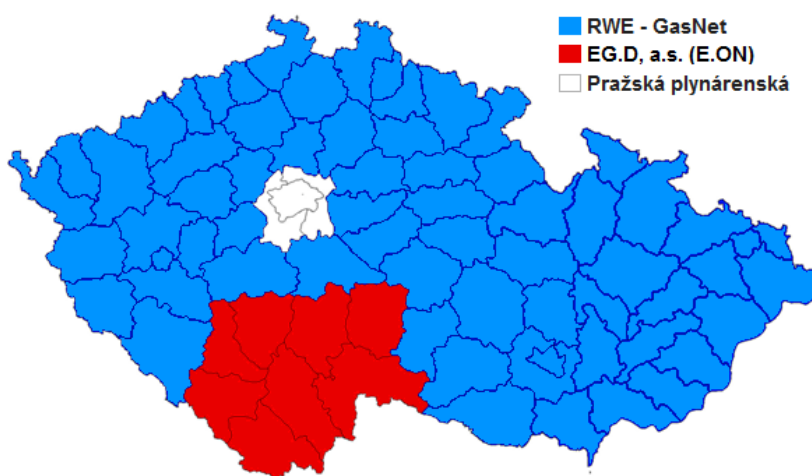 RWE - GasNet
EG.D, a.s. (E.ON)
Pražská plynárenská